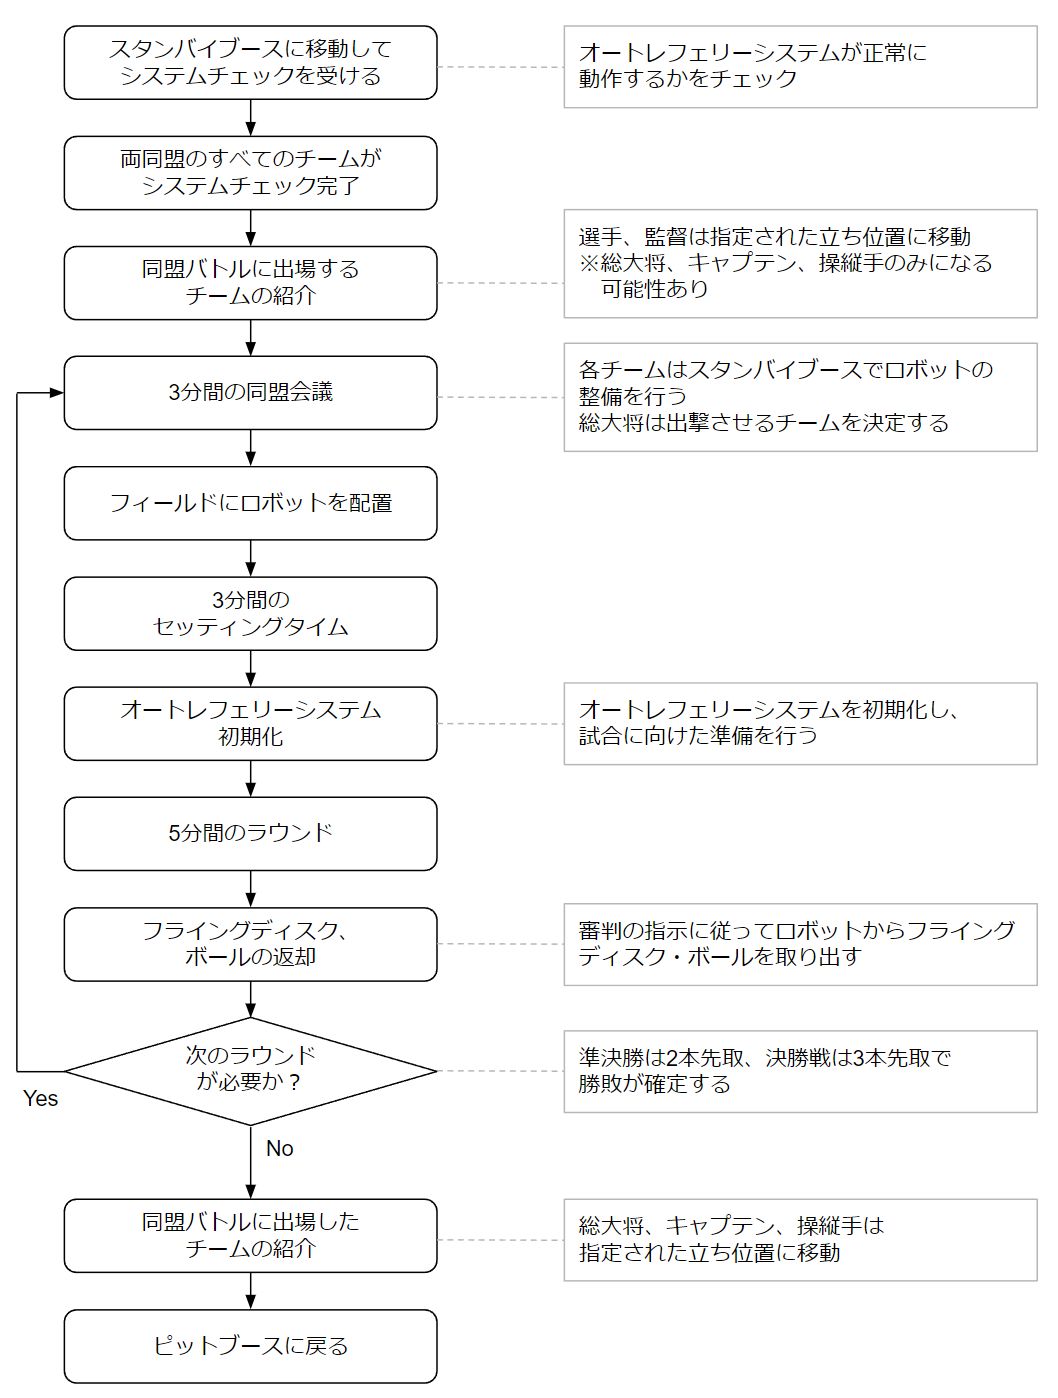 スタンバイブースに移動して
システムチェックを受ける
オートレフェリーシステムが正常に
動作するかをチェック
両同盟のすべてのチームが
システムチェック完了
同盟バトルに出場する
チームの紹介
選手、監督は指定された立ち位置に移動
※総大将、キャプテン、操縦手のみになる
可能性あり
3分間の同盟会議
各チームはスタンバイブースでロボットの
整備を行う
総大将は出撃させるチームを決定する
フィールドにロボットを配置
3分間の
セッティングタイム
オートレフェリーシステム
初期化
オートレフェリーシステムを初期化し、
試合に向けた準備を行う
5分間のラウンド
フライングディスク、
ボールの返却
審判の指示に従ってロボットからフライング
ディスク・ボールを取り出す
次のラウンド
が必要か？
準決勝は2本先取、決勝戦は3本先取で
勝敗が確定する
Yes
No
同盟バトルに出場した
チームの紹介
総大将、キャプテン、操縦手は
指定された立ち位置に移動
ピットブースに戻る